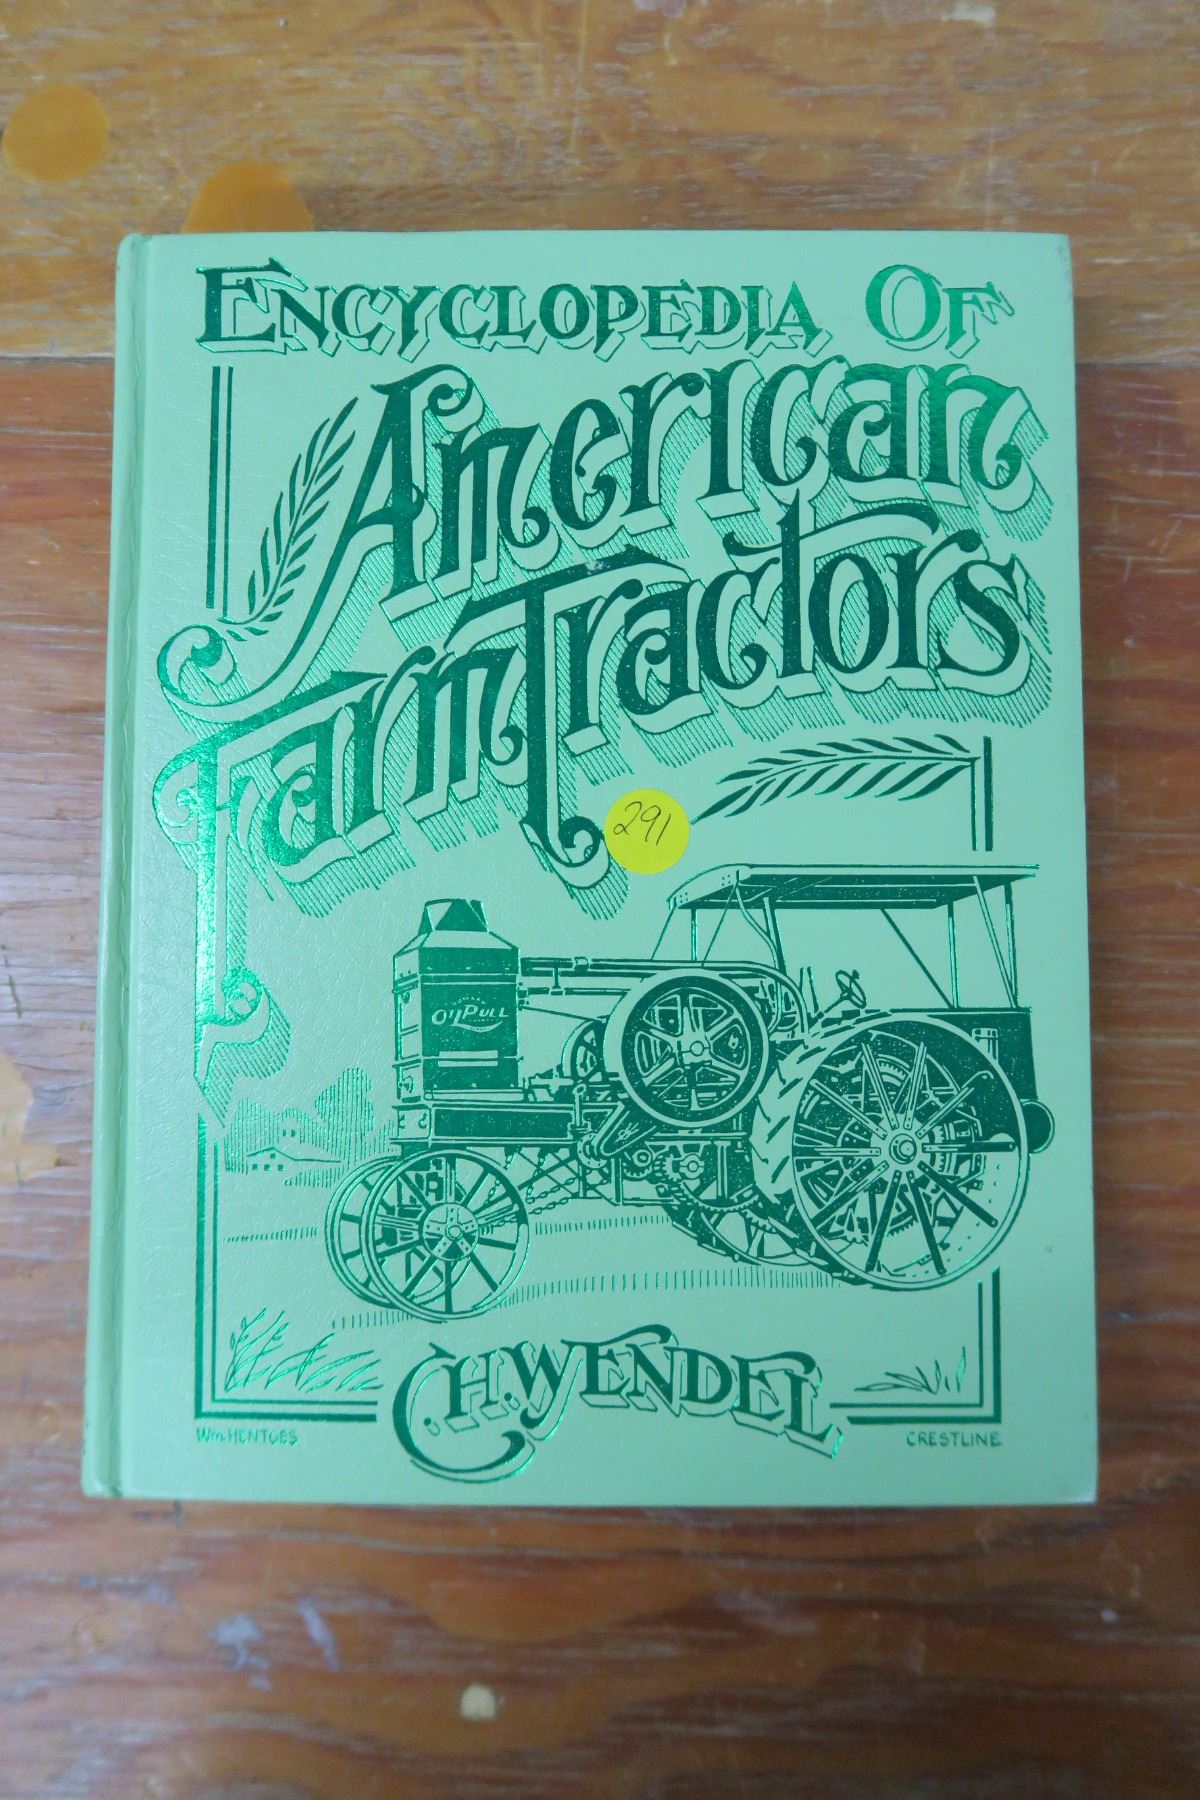 ENCYCLOPEDIA OF
American
Farm Tractors
291
OILPULL
C.H. WENDEL
Wm. HENTGES
CRESTLINE